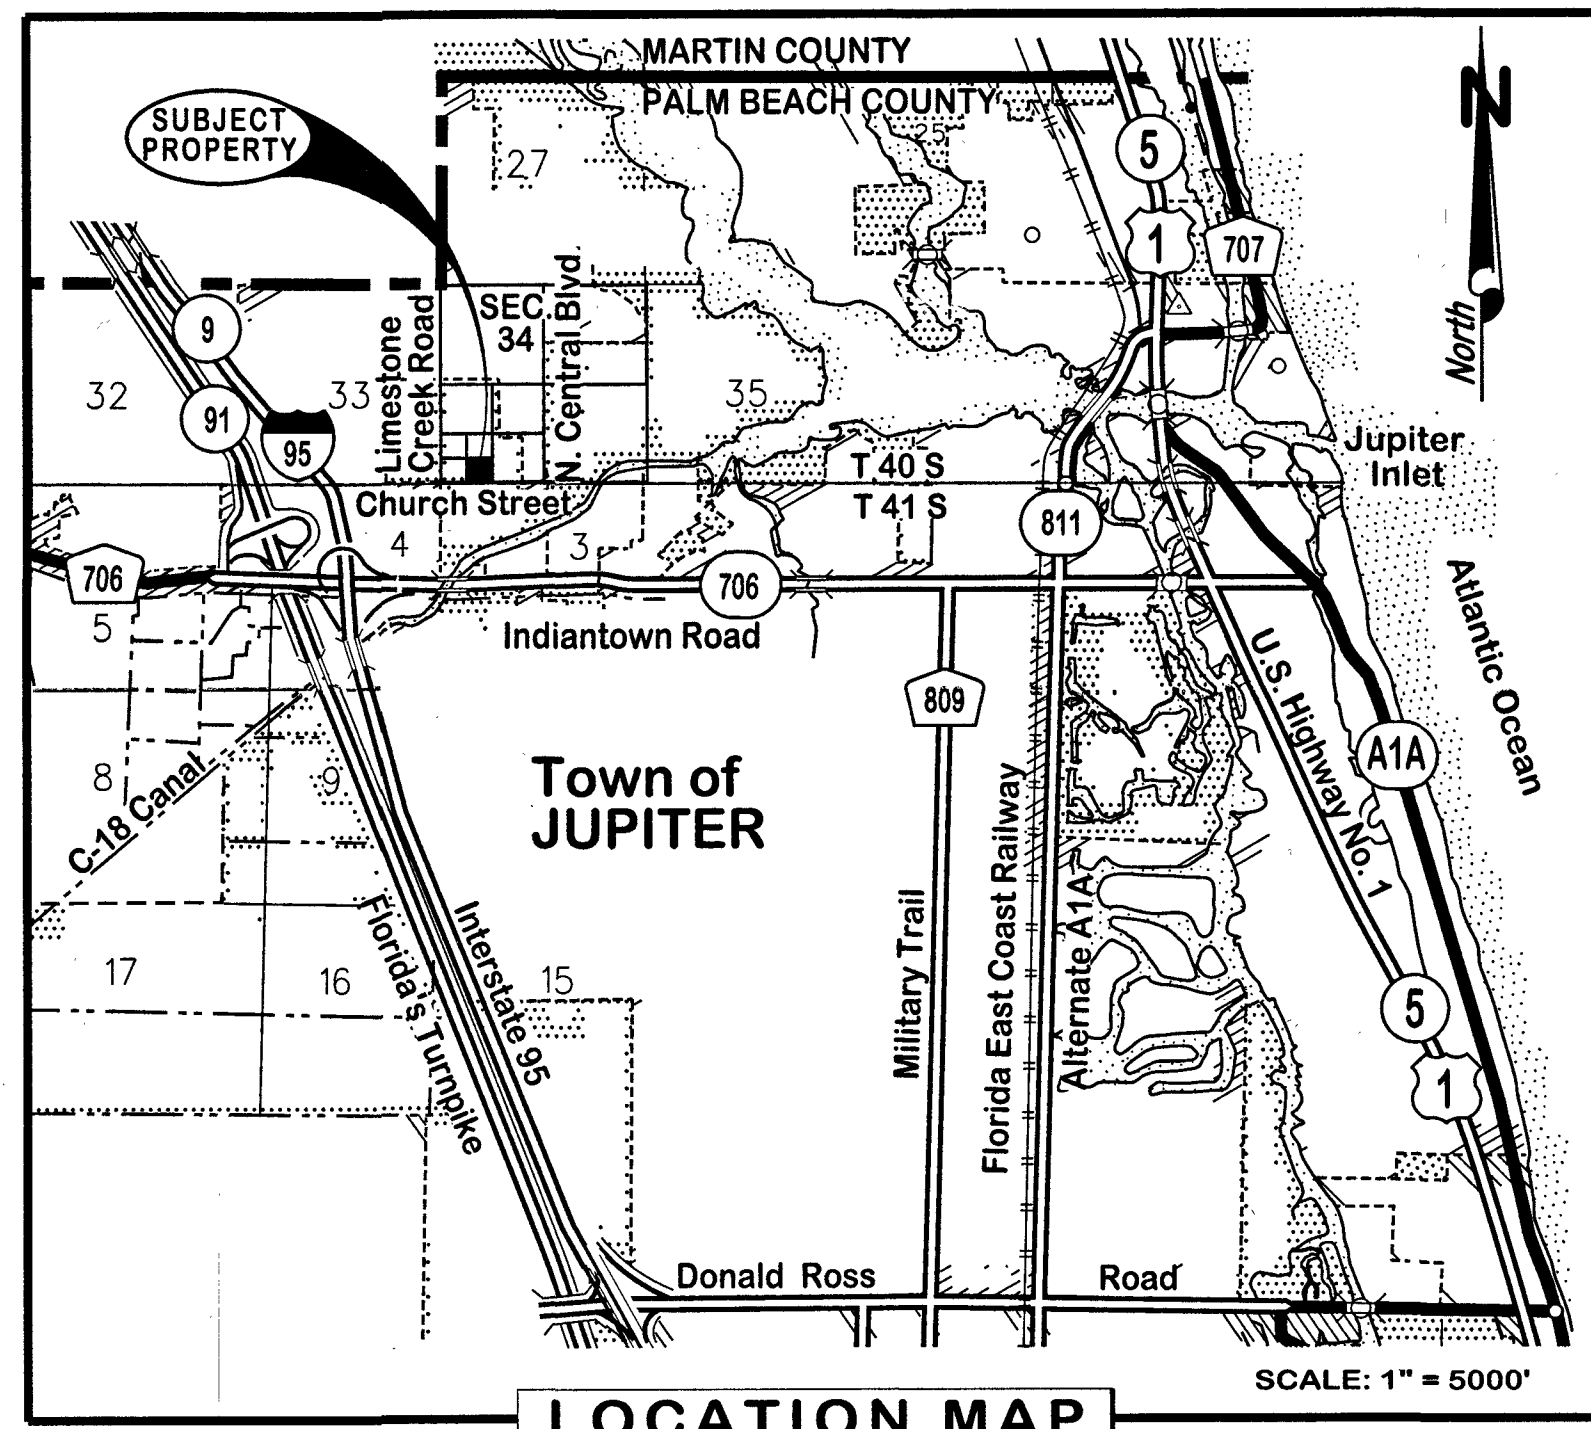 MARTIN COUNTY
PALM BEACH COUNTY
SUBJECT
PROPERTY
N
North
5
1
707
25
27
SEC.
34
N. Central Blvd.
Limestone
Creek Road
9
32
91
33
95
35
T 40 S
T 41 S
Jupiter
Inlet
Church Street
811
4
3
706
706
Indiantown Road
5
809
Atlantic Ocean
U.S. Highway No. 1
A1A
Town of
JUPITER
8
9
C-18 Canal
Florida's Turnpike
Interstate 95
Military Trail
Florida East Coast Railway
Alternate A1A
17
16
15
5
1
Donald Ross Road
SCALE: 1" = 5000'
LOCATION MAP